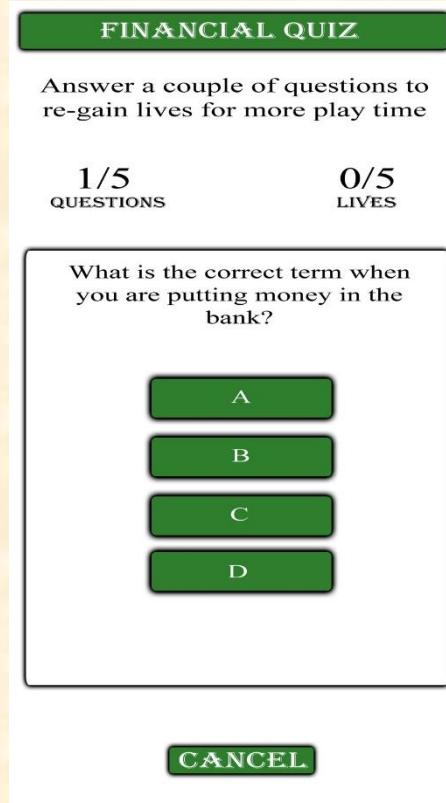 FINANCIAL QUIZ
Answer a couple of questions to
re-gain lives for more play time
1/5
QUESTIONS
0/5
LIVES
What is the correct term when
you are putting money in the
bank?
A
B
C
D
CANCEL